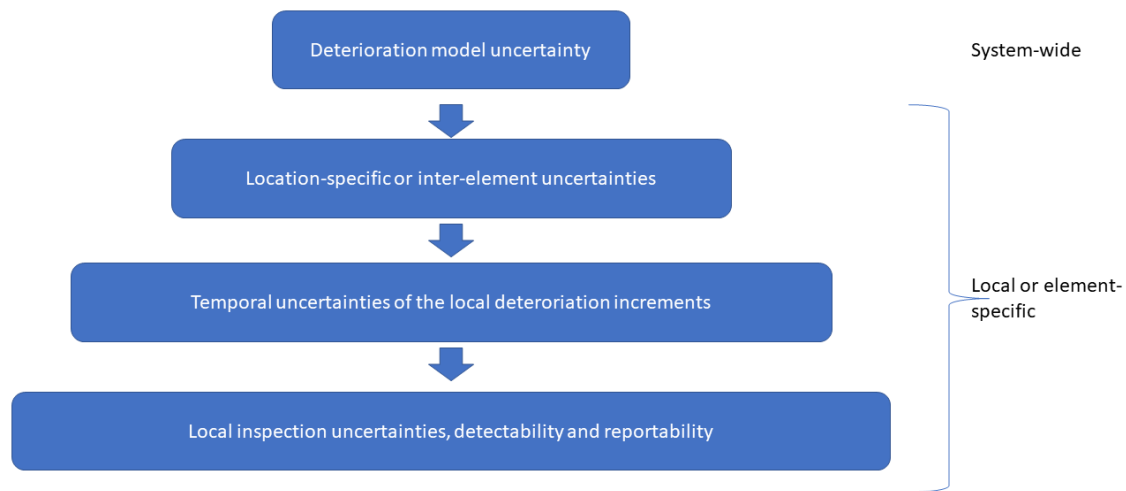 Deterioration model uncertainty
System-wide
Location-specific or inter-element uncertainties
Temporal uncertainties of the local deteroriation increments
Local or element-
specific
Local inspection uncertainties, detectability and reportability